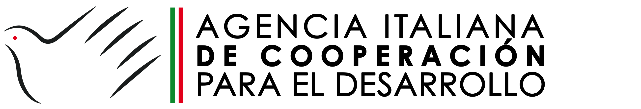 AGENCIA ITALIANA
DE COOPERACIÓN
PARA EL DESARROLLO